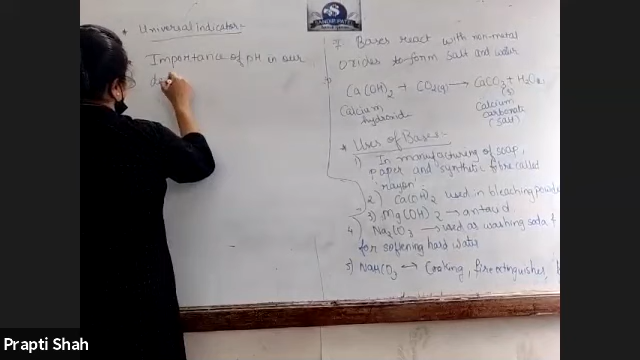 * Universal indicator:-
Importance of pH in our
S
SANDIP PATEL
7 Bases react with non-metal
oxides to form salt and water.
Ca(OH)2 + CO2(g) → CaCO3 + H2O
(s)
Calcium
hydroxide
Calcium
carbonate
(salt)
* Uses of Bases:-
1) In manufacturing of soap,
paper and synthetic fibre called
rayon.
2) Ca(OH)2 used in bleaching powder
3) Mg(OH)2 → antacid
4) Na2CO3 → used as washing soda &
for softening hard water
5) NaHCO3 ↔ Cooking, fire extinguisher,
Prapti Shah